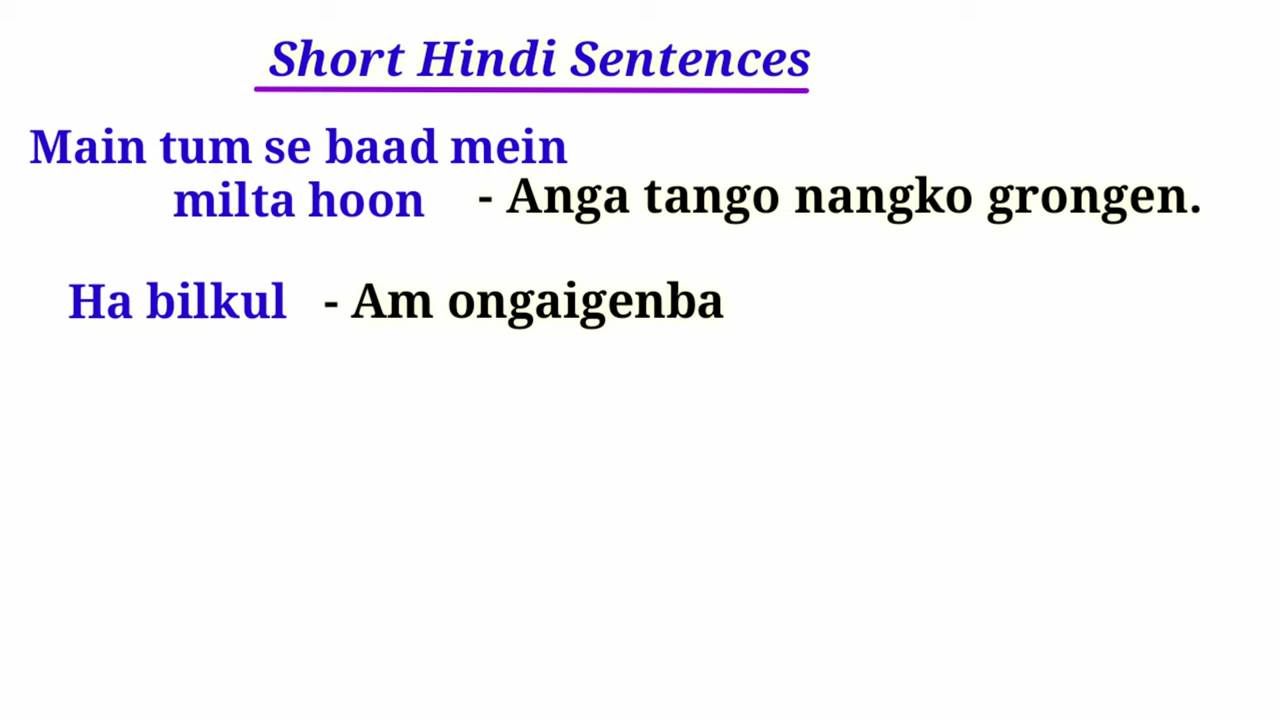 Short Hindi Sentences
Main tum se baad mein
milta hoon - Anga tango nangko grongen.
Ha bilkul - Am ongaigenba